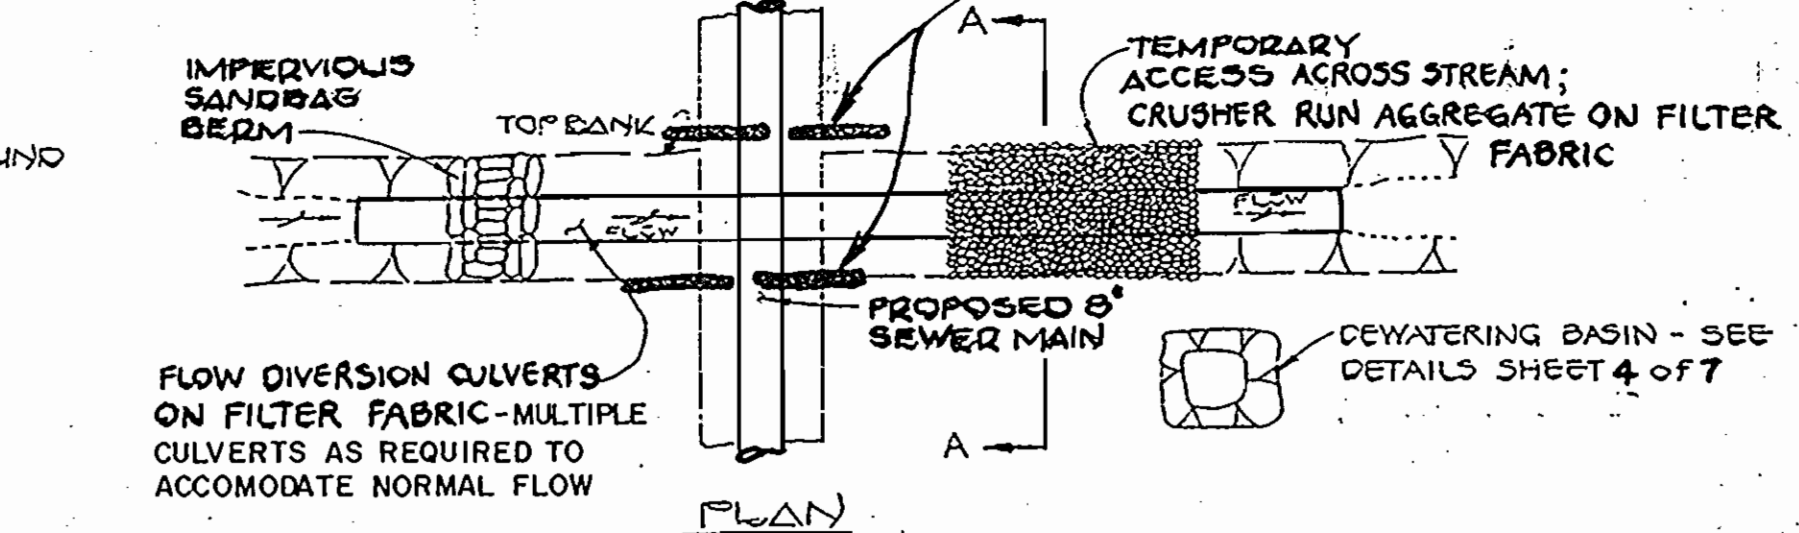 IMPERVIOUS
SANDBAG
BERM
TOP BANK
A
TEMPORARY
ACCESS ACROSS STREAM;
CRUSHER RUN AGGREGATE ON FILTER
FABRIC
FLOW
FLOW
PROPOSED 8"
SEWER MAIN
DEWATERING BASIN - SEE
DETAILS SHEET 4 of 7
FLOW DIVERSION CULVERTS
ON FILTER FABRIC-MULTIPLE
CULVERTS AS REQUIRED TO
ACCOMODATE NORMAL FLOW
A
PLAN